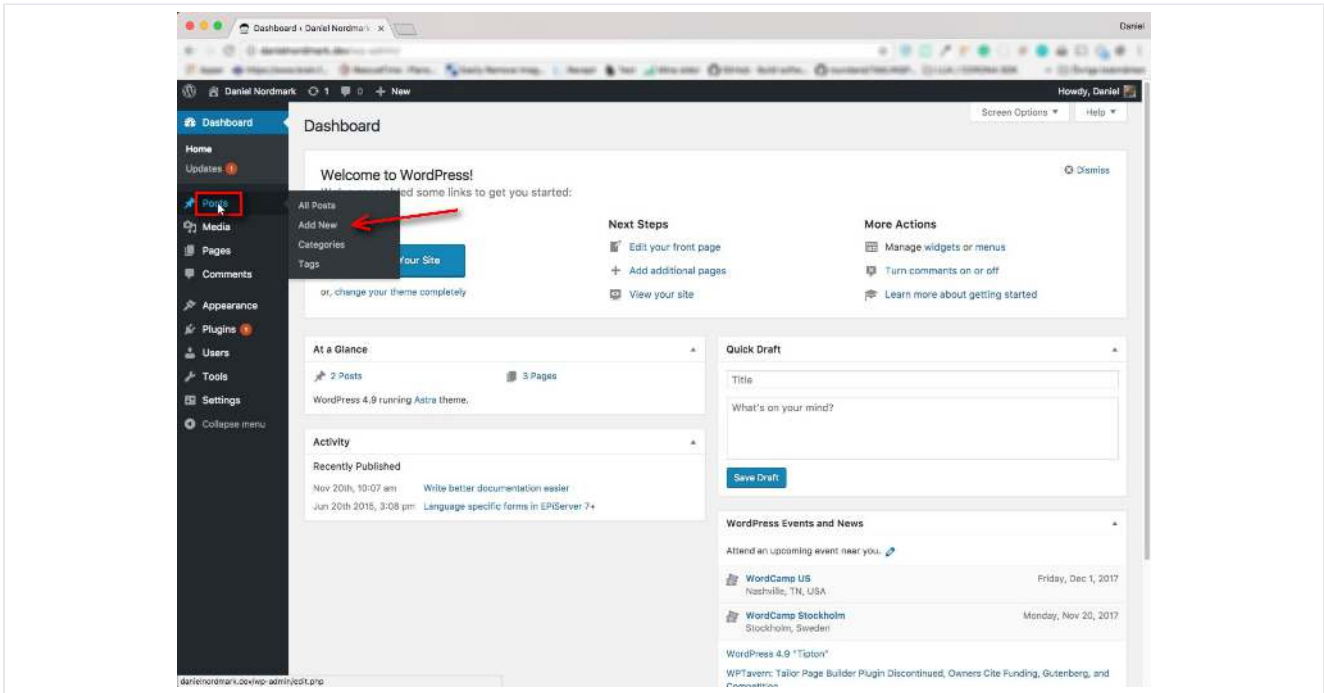 Dashboard ‹ Daniel Nordmark
Daniel
Daniel Nordmark 1 0 + New
Howdy, Daniel
Dashboard
Home
Updates 1
Posts
Media
Pages
Comments
Appearance
Plugins 1
Users
Tools
Settings
Collapse menu
All Posts
Add New
Categories
Tags
Dashboard
Screen Options
Help
Welcome to WordPress!
some links to get you started:
Dismiss
Your Site
or, change your theme completely
Next Steps
Edit your front page
Add additional pages
View your site
More Actions
Manage widgets or menus
Turn comments on or off
Learn more about getting started
At a Glance
2 Posts
3 Pages
WordPress 4.9 running Astra theme.
Activity
Recently Published
Nov 20th, 10:07 am Write better documentation easier
Jun 20th 2015, 3:08 pm Language specific forms in EPiServer 7+
Quick Draft
Title
What's on your mind?
Save Draft
WordPress Events and News
Attend an upcoming event near you.
WordCamp US
Friday, Dec 1, 2017
Nashville, TN, USA
WordCamp Stockholm
Monday, Nov 20, 2017
Stockholm, Sweden
WordPress 4.9 "Tipton"
WPTavern: Tailor Page Builder Plugin Discontinued, Owners Cite Funding, Gutenberg, and
danielnordmark.dev/wp-admin/edit.php